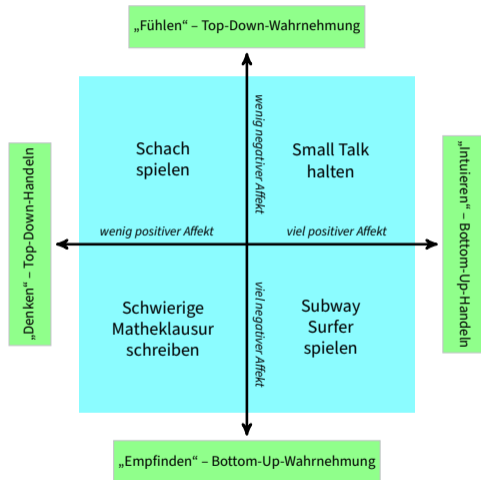 „Fühlen“ – Top-Down-Wahrnehmung
wenig negativer Affekt
Schach
spielen
Small Talk
halten
„Denken“ – Top-Down-Handeln
„Intuieren“ – Bottom-Up-Handeln
wenig positiver Affekt
viel positiver Affekt
Schwierige
Matheklausur
schreiben
viel negativer Affekt
Subway
Surfer
spielen
„Empfinden“ – Bottom-Up-Wahrnehmung